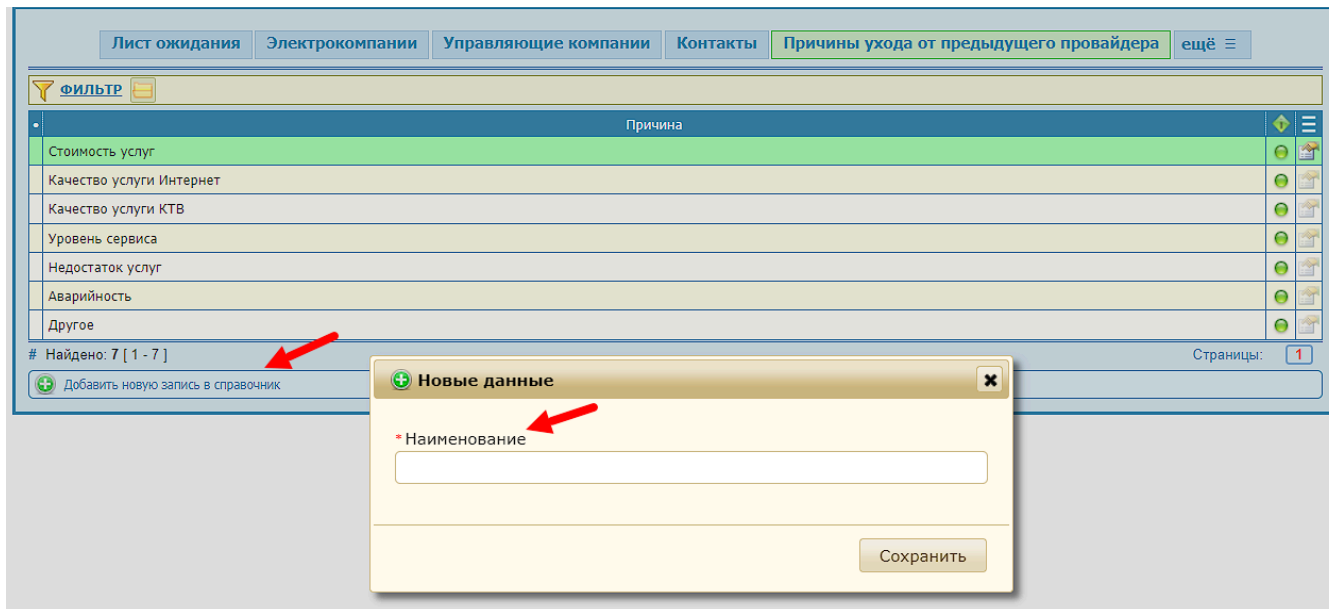 Лист ожидания Электрокомпании Управляющие компании Контакты Причины ухода от предыдущего провайдера ещё
ФИЛЬТР
Причина
Стоимость услуг
Качество услуги Интернет
Качество услуги КТВ
Уровень сервиса
Недостаток услуг
Аварийность
Другое
# Найдено: 7 [ 1 - 7 ] Страницы: 1
Добавить новую запись в справочник
Новые данные
* Наименование
Сохранить